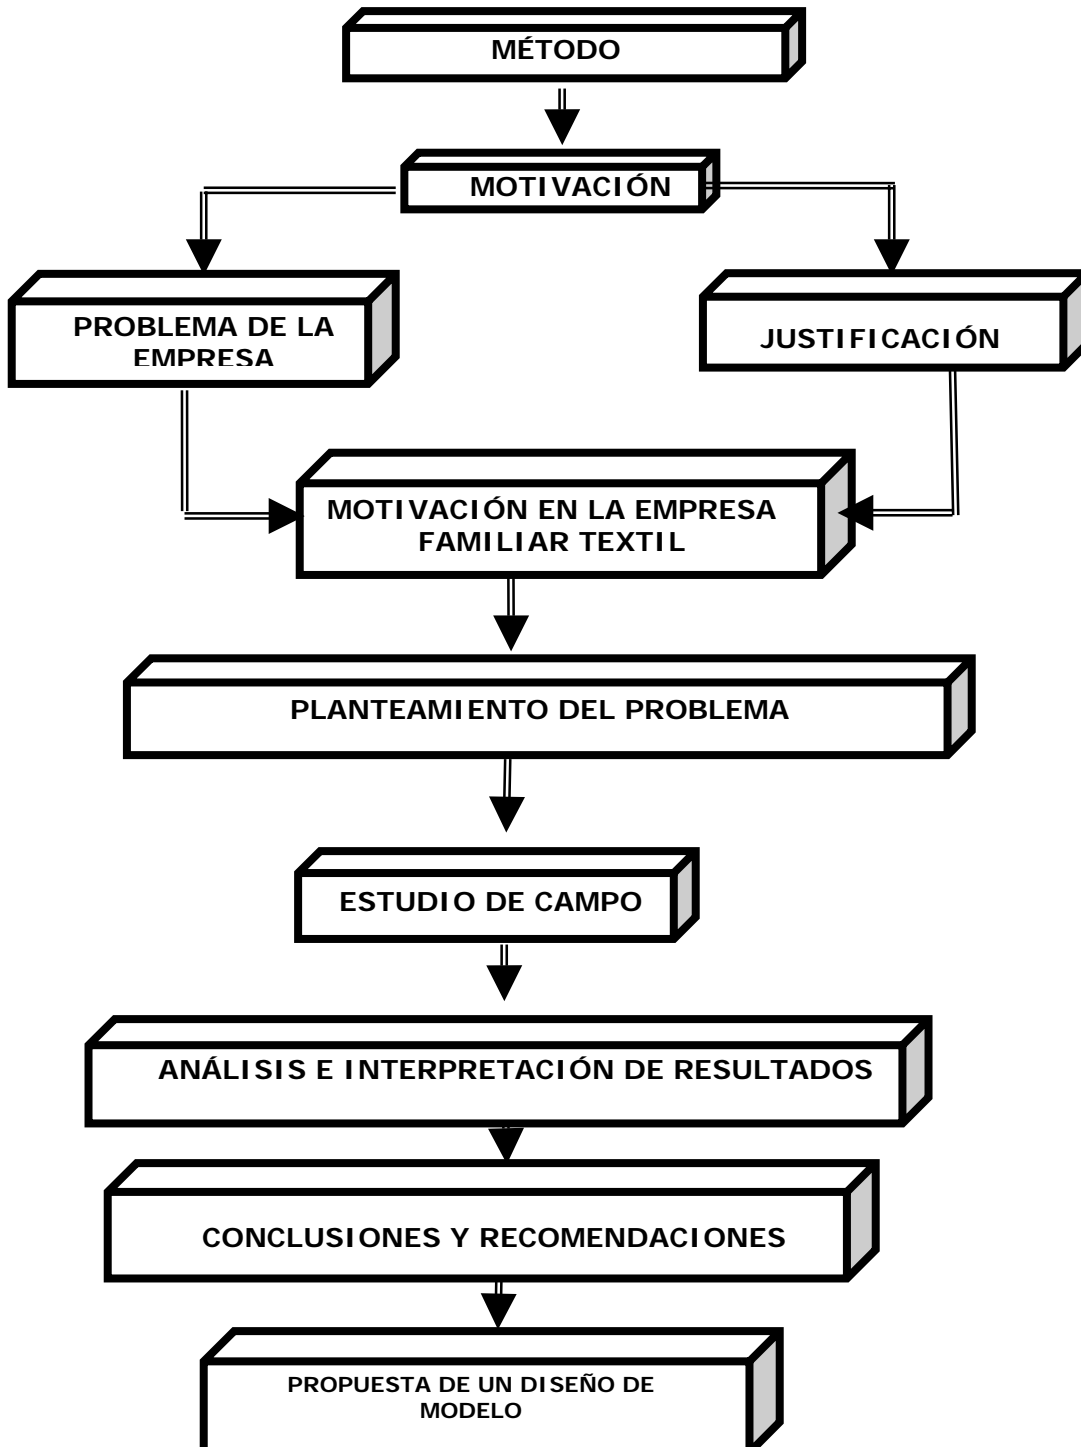 MÉTODO
MOTIVACIÓN
PROBLEMA DE LA
EMPRESA
JUSTIFICACIÓN
MOTIVACIÓN EN LA EMPRESA
FAMILIAR TEXTIL
PLANTEAMIENTO DEL PROBLEMA
ESTUDIO DE CAMPO
ANÁLISIS E INTERPRETACIÓN DE RESULTADOS
CONCLUSIONES Y RECOMENDACIONES
PROPUESTA DE UN DISEÑO DE
MODELO